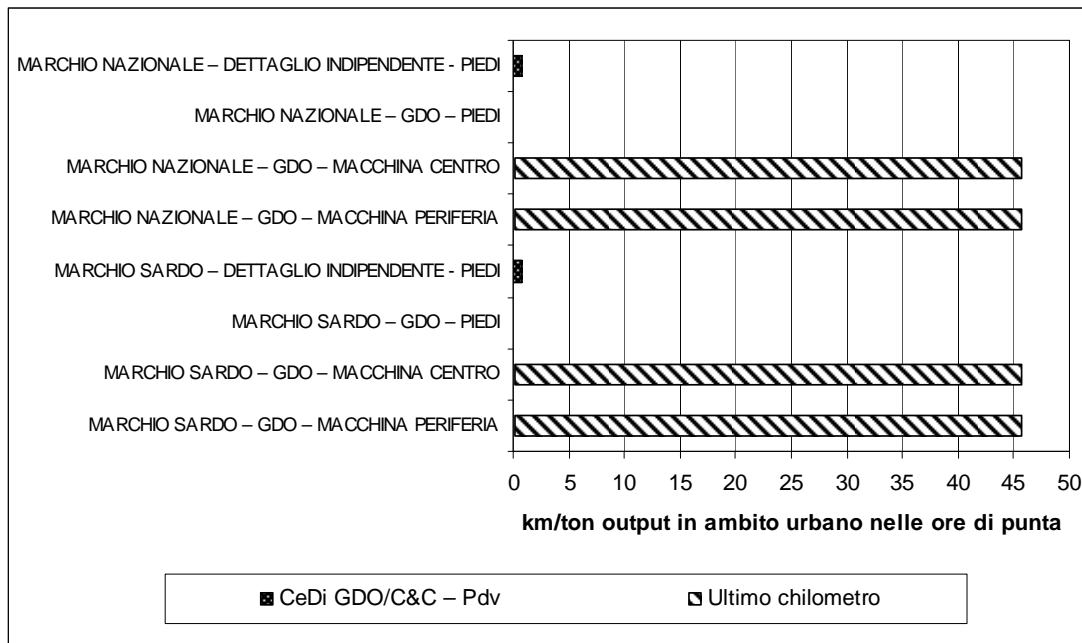 MARCHIO NAZIONALE – DETTAGLIO INDIPENDENTE - PIEDI
MARCHIO NAZIONALE – GDO – PIEDI
MARCHIO NAZIONALE – GDO – MACCHINA CENTRO
MARCHIO NAZIONALE – GDO – MACCHINA PERIFERIA
MARCHIO SARDO – DETTAGLIO INDIPENDENTE - PIEDI
MARCHIO SARDO – GDO – PIEDI
MARCHIO SARDO – GDO – MACCHINA CENTRO
MARCHIO SARDO – GDO – MACCHINA PERIFERIA
0 5 10 15 20 25 30 35 40 45 50
km/ton output in ambito urbano nelle ore di punta
CeDi GDO/C&C – Pdv
Ultimo chilometro